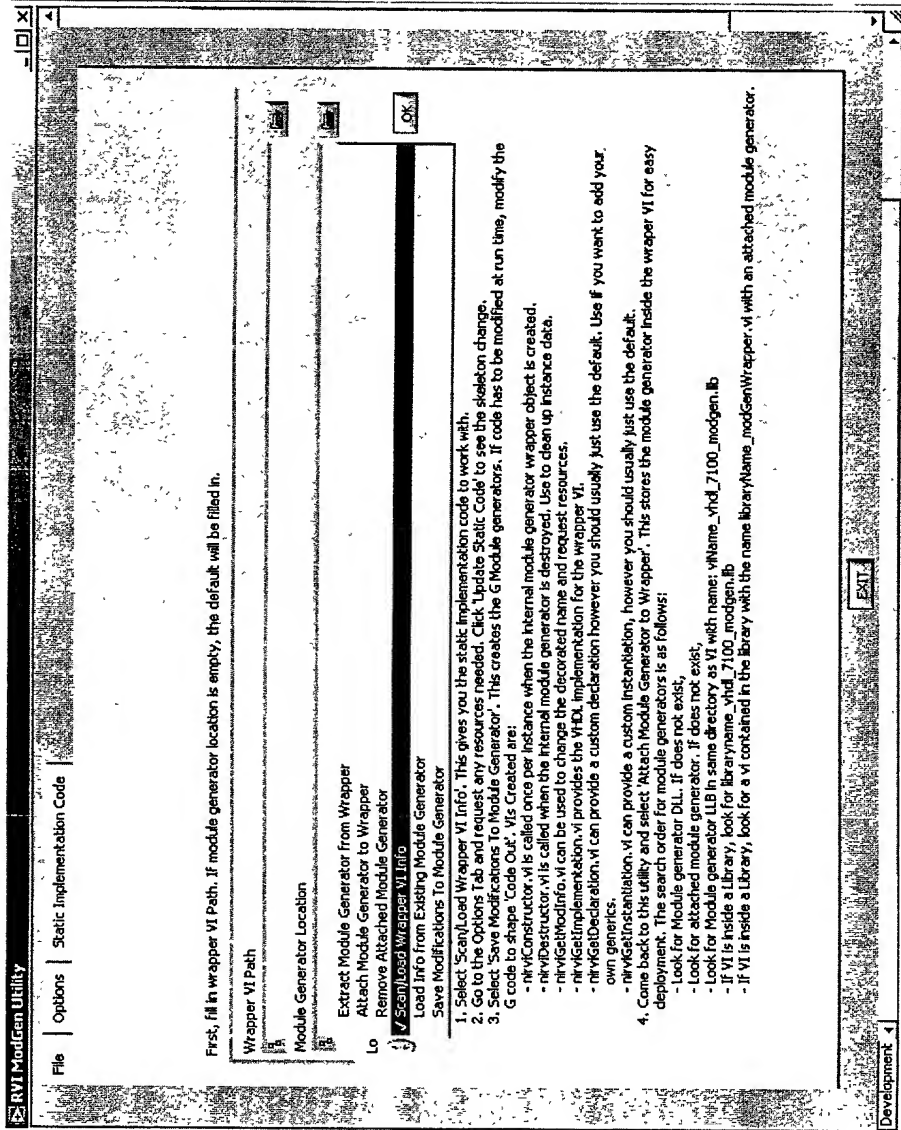 RVI ModGen Utility
File Options Static Implementation Code
First, fill in wrapper VI Path. If module generator location is empty, the default will be filled in.
Wrapper VI Path
Module Generator Location
Extract Module Generator from Wrapper
Attach Module Generator to Wrapper
Remove Attached Module Generator
Lo
✓ Scan/Load Wrapper VI Info
OK
Load Info from Existing Module Generator
Save Modifications To Module Generator
1. Select 'Scan/Load Wrapper VI Info'. This gives you the static implementation code to work with.
2. Go to the Options Tab and request any resources needed. Click 'Update Static Code' to see the skeleton change.
3. Select 'Save Modifications To Module Generator'. This creates the G Module generators. If code has to be modified at run time, modify the
G code to shape 'Code Out'. VIs Created are:
- nirviConstructor.vi is called once per instance when the internal module generator wrapper object is created.
- nirviDestructor.vi is called when the internal module generator is destroyed. Use to clean up instance data.
- nirviGetModInfo.vi can be used to change the decorated name and request resources.
- nirviGetImplementation.vi provides the VHDL implementation for the wrapper VI.
- nirviGetDeclaration.vi can provide a custom declaration however you should usually just use the default. Use if you want to add your
own generics.
- nirviGetInstantiation.vi can provide a custom instantiation, however you should usually just use the default.
4. Come back to this utility and select 'Attach Module Generator to Wrapper'. This stores the module generator inside the wraper VI for easy
deployment. The search order for module generators is as follows:
- Look for Module generator DLL. If does not exist,
- Look for attached module generator. If does not exist,
- Look for Module generator LLB in same directory as VI with name: viName_vhdl_7100_modgen.llb
- If VI is inside a Library, look for libraryname_vhdl_7100_modgen.llb
- If VI is inside a Library, look for a vi contained in the library with the name libraryName_modGenWrapper.vi with an attached module generator.
EXIT
Development